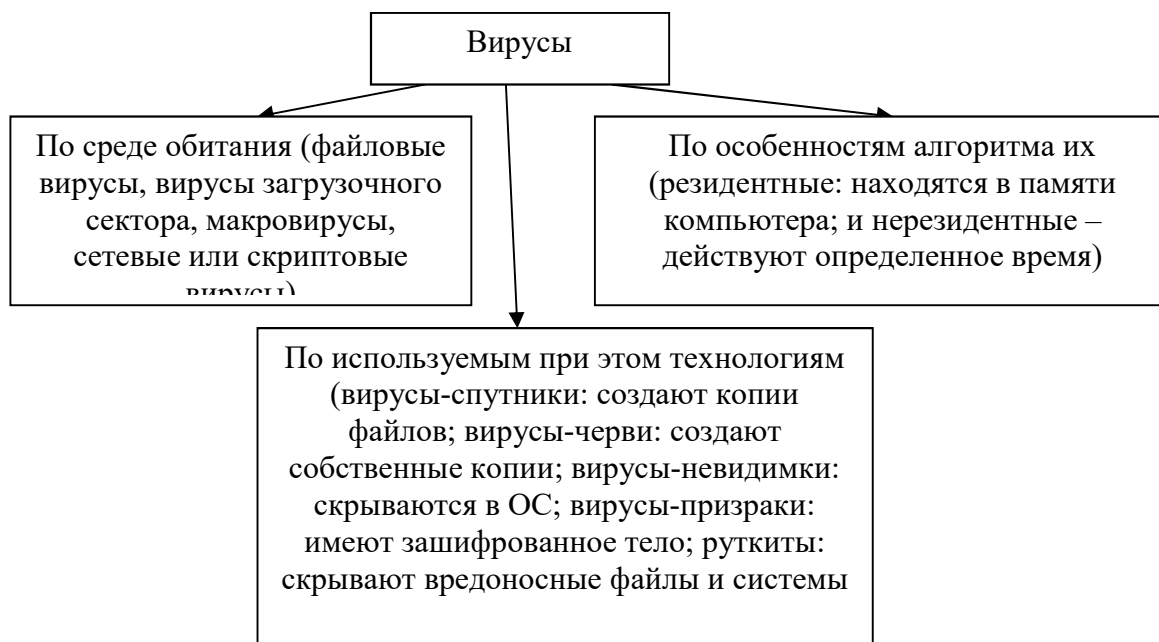 Вирусы
По среде обитания (файловые
вирусы, вирусы загрузочного
сектора, макровирусы,
сетевые или скриптовые
вирусы)
По особенностям алгоритма их
(резидентные: находятся в памяти
компьютера; и нерезидентные –
действуют определенное время)
По используемым при этом технологиям
(вирусы-спутники: создают копии
файлов; вирусы-черви: создают
собственные копии; вирусы-невидимки:
скрываются в ОС; вирусы-призраки:
имеют зашифрованное тело; руткиты:
скрывают вредоносные файлы и системы